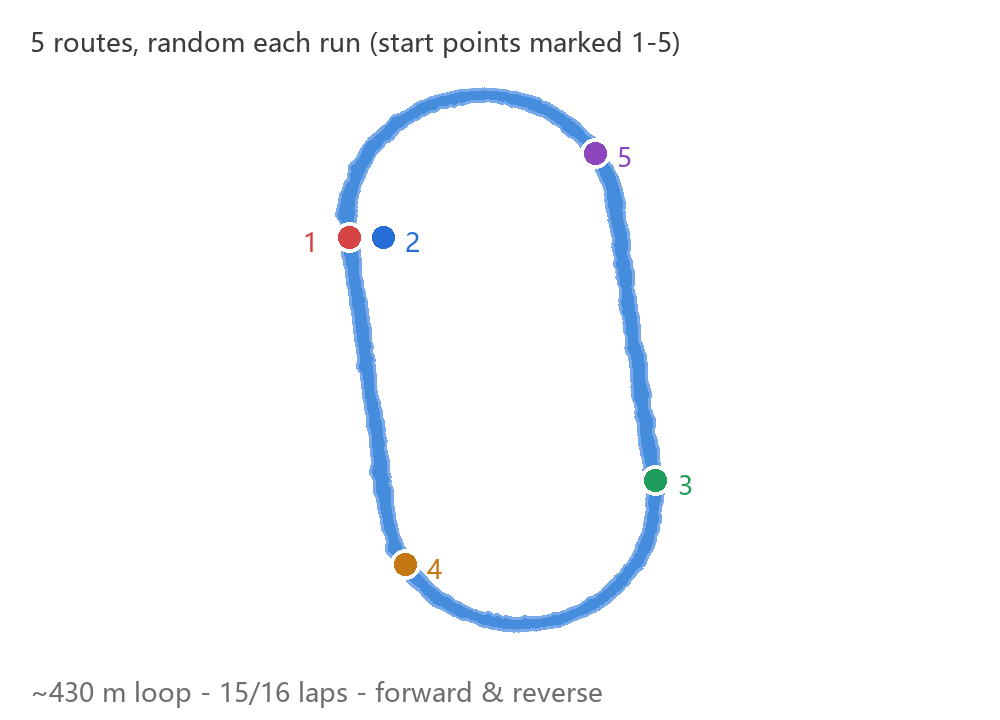 5 routes, random each run (start points marked 1-5)
5
1
2
3
4
~430 m loop - 15/16 laps - forward & reverse